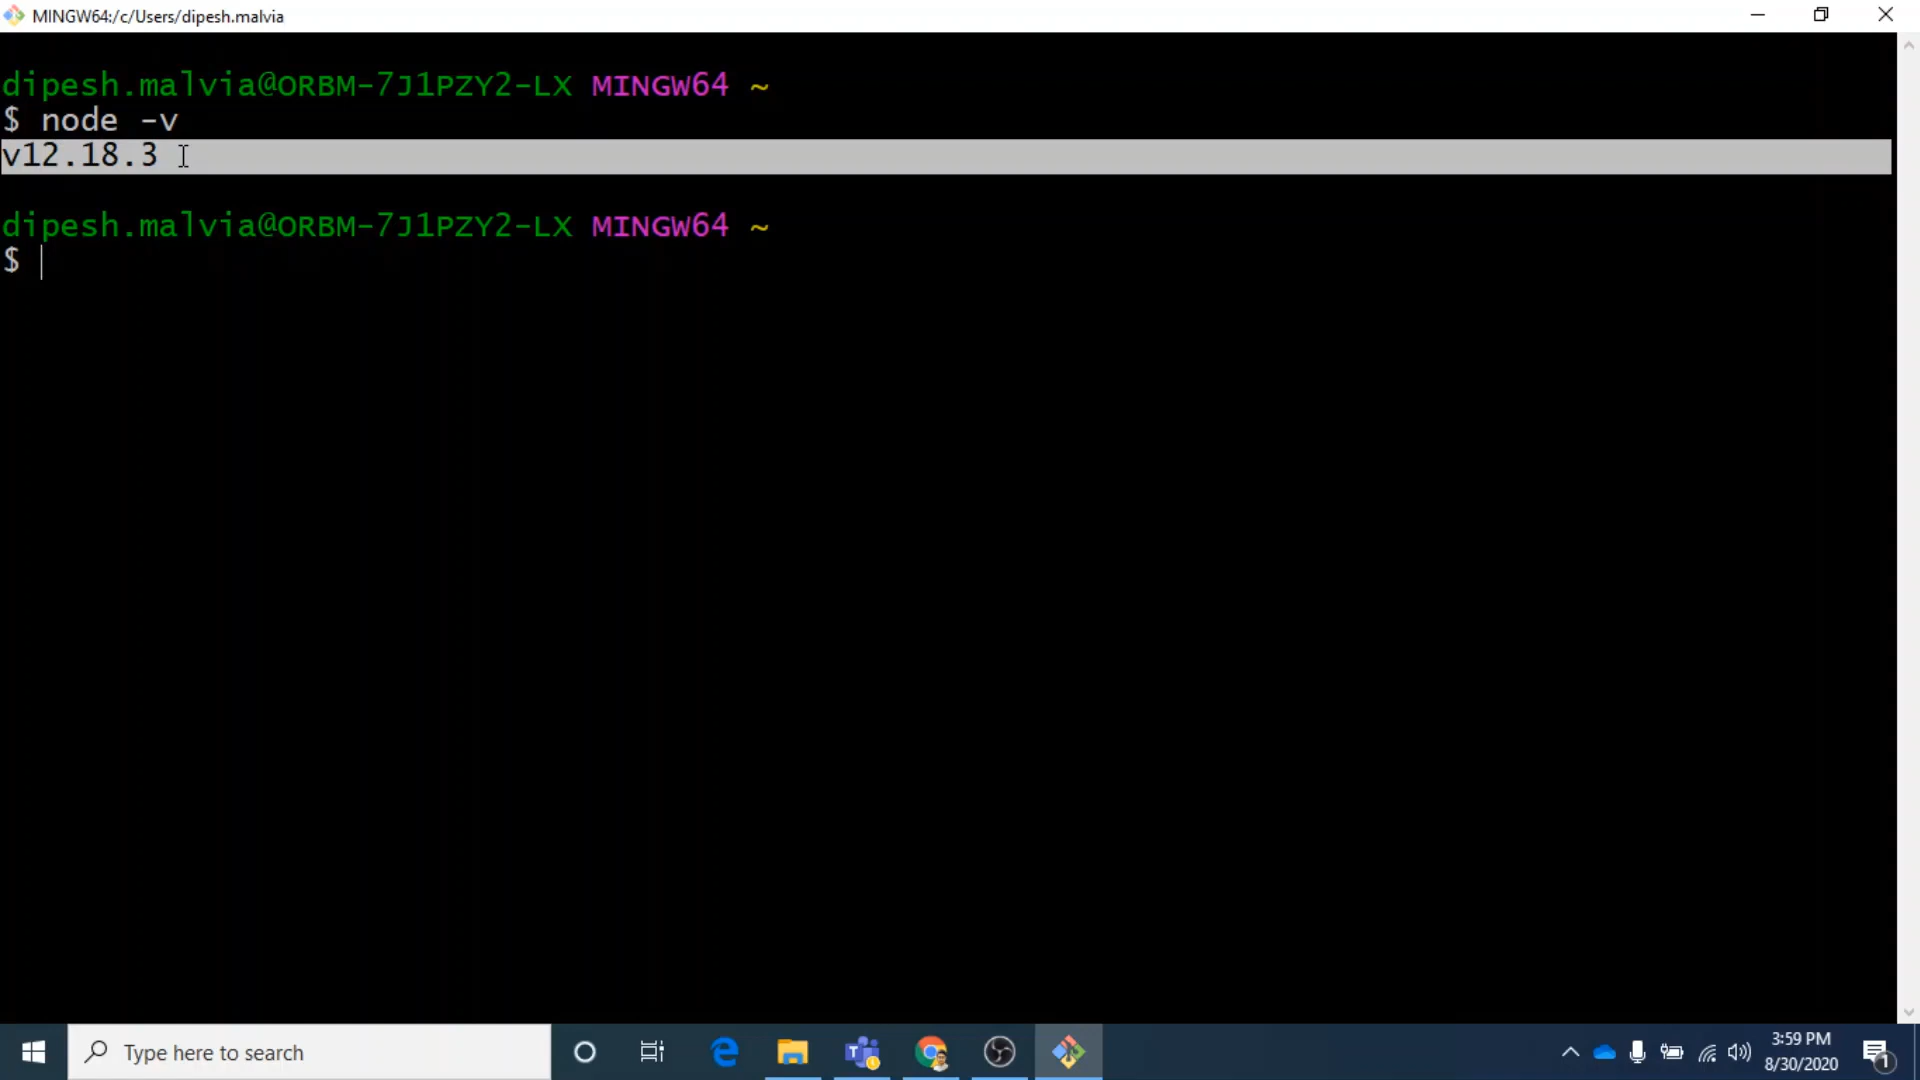 MINGW64:/c/Users/dipesh.malvia
dipesh.malvia@ORBM-7J1PZY2-LX MINGW64 ~
$ node -v
v12.18.3
dipesh.malvia@ORBM-7J1PZY2-LX MINGW64 ~
$
Type here to search
3:59 PM
8/30/2020
1